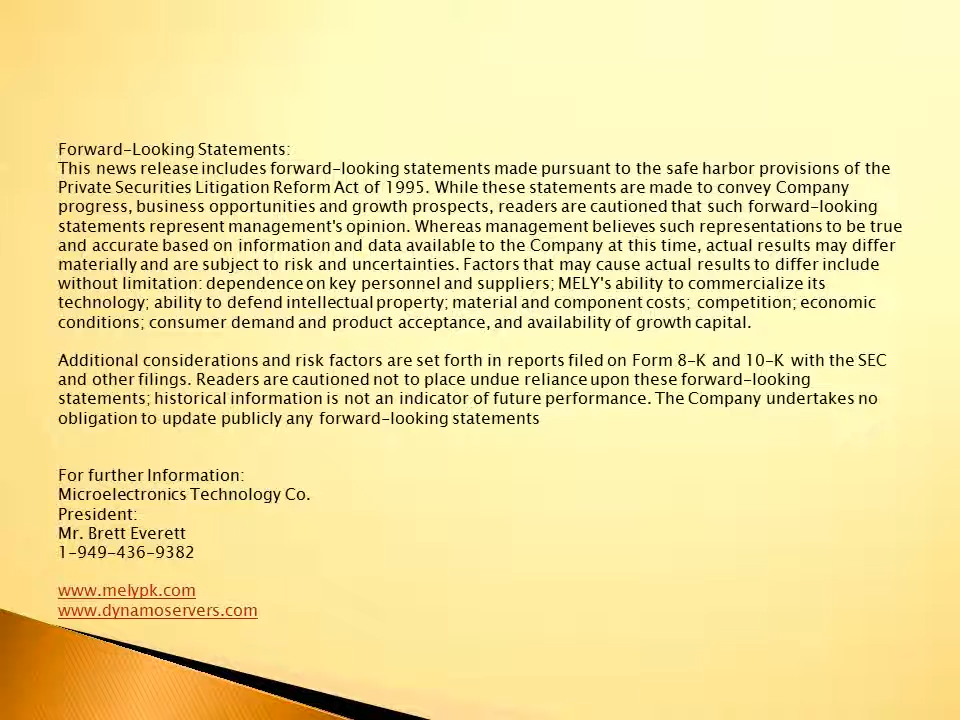 Forward-Looking Statements:
This news release includes forward-looking statements made pursuant to the safe harbor provisions of the
Private Securities Litigation Reform Act of 1995. While these statements are made to convey Company
progress, business opportunities and growth prospects, readers are cautioned that such forward-looking
statements represent management's opinion. Whereas management believes such representations to be true
and accurate based on information and data available to the Company at this time, actual results may differ
materially and are subject to risk and uncertainties. Factors that may cause actual results to differ include
without limitation: dependence on key personnel and suppliers; MELY's ability to commercialize its
technology; ability to defend intellectual property; material and component costs; competition; economic
conditions; consumer demand and product acceptance, and availability of growth capital.
Additional considerations and risk factors are set forth in reports filed on Form 8-K and 10-K with the SEC
and other filings. Readers are cautioned not to place undue reliance upon these forward-looking
statements; historical information is not an indicator of future performance. The Company undertakes no
obligation to update publicly any forward-looking statements
For further Information:
Microelectronics Technology Co.
President:
Mr. Brett Everett
1-949-436-9382
www.melypk.com
www.dynamoservers.com